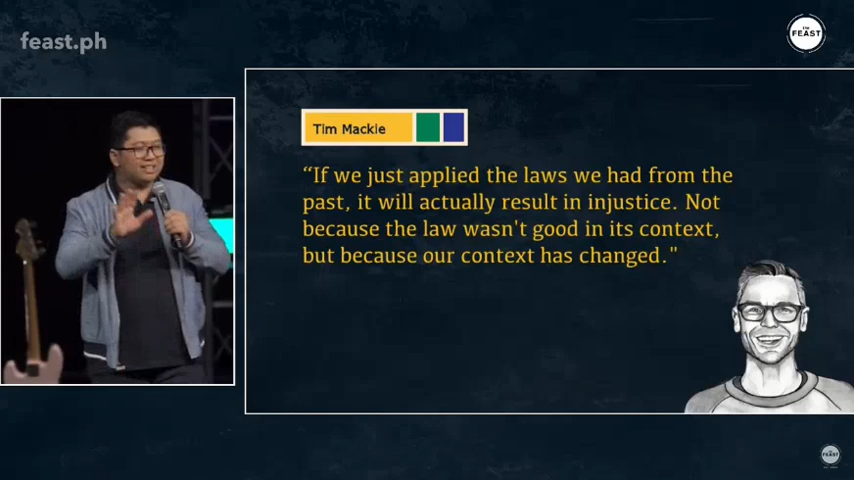 feast.ph
the
FEAST
Tim Mackie
“If we just applied the laws we had from the
past, it will actually result in injustice. Not
because the law wasn't good in its context,
but because our context has changed."
FEAST